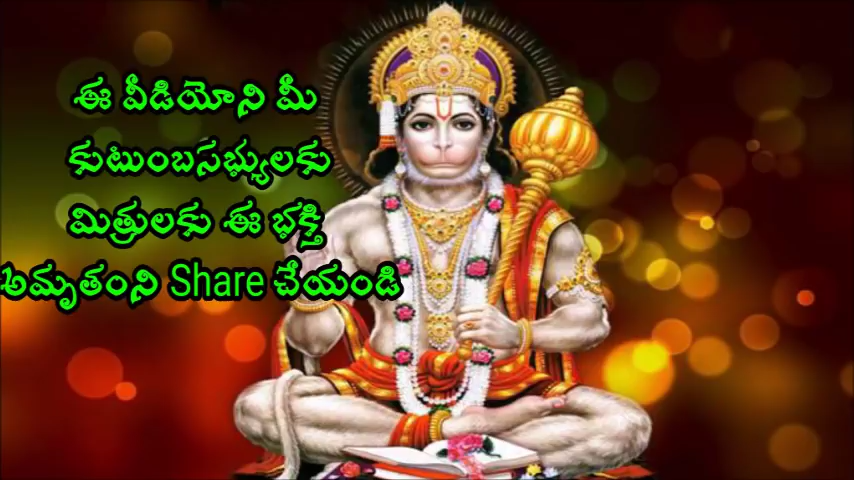 ఈ వీడియోని మీ
కుటుంబసభ్యులకు
మిత్రులకు ఈ భక్తి
అమృతంని Share చేయండి